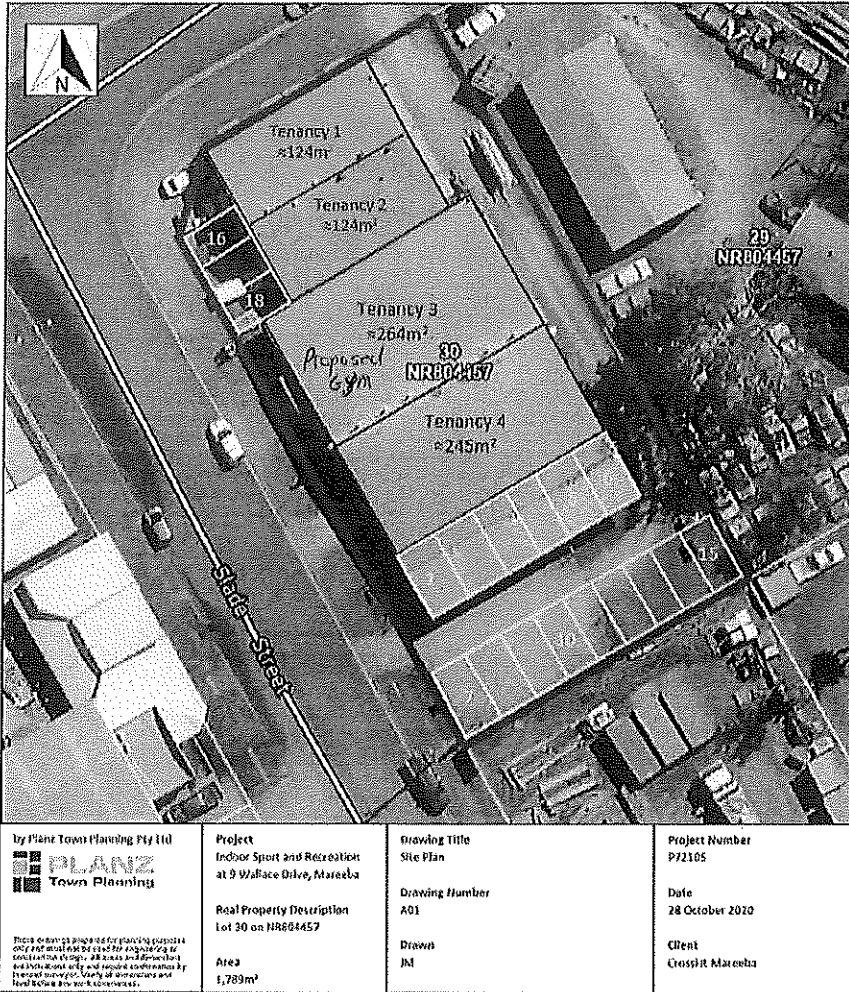 N
Tenancy 1
≈124m²
Tenancy 2
≈124m²
16
18
29
NR804457
Tenancy 3
≈264m²
Proposed
Gym
30
NR804457
Tenancy 4
≈245m²
15
10
7
1
Slade Street
by Planz Town Planning Pty Ltd
PLANZ
Town Planning
Project
Indoor Sport and Recreation
at 9 Wallace Drive, Mareeba
Real Property Description
Lot 30 on NR804457
Area
1,789m²
Drawing Title
Site Plan
Drawing Number
A01
Drawn
JM
Project Number
P72105
Date
28 October 2020
Client
Crossfit Mareeba